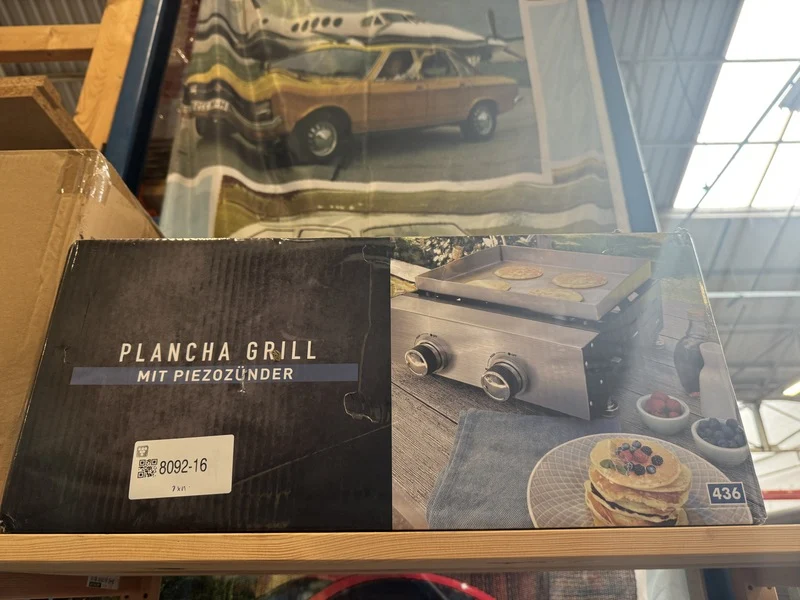 PLANCHA GRILL
MIT PIEZOZÜNDER
8092-16
436